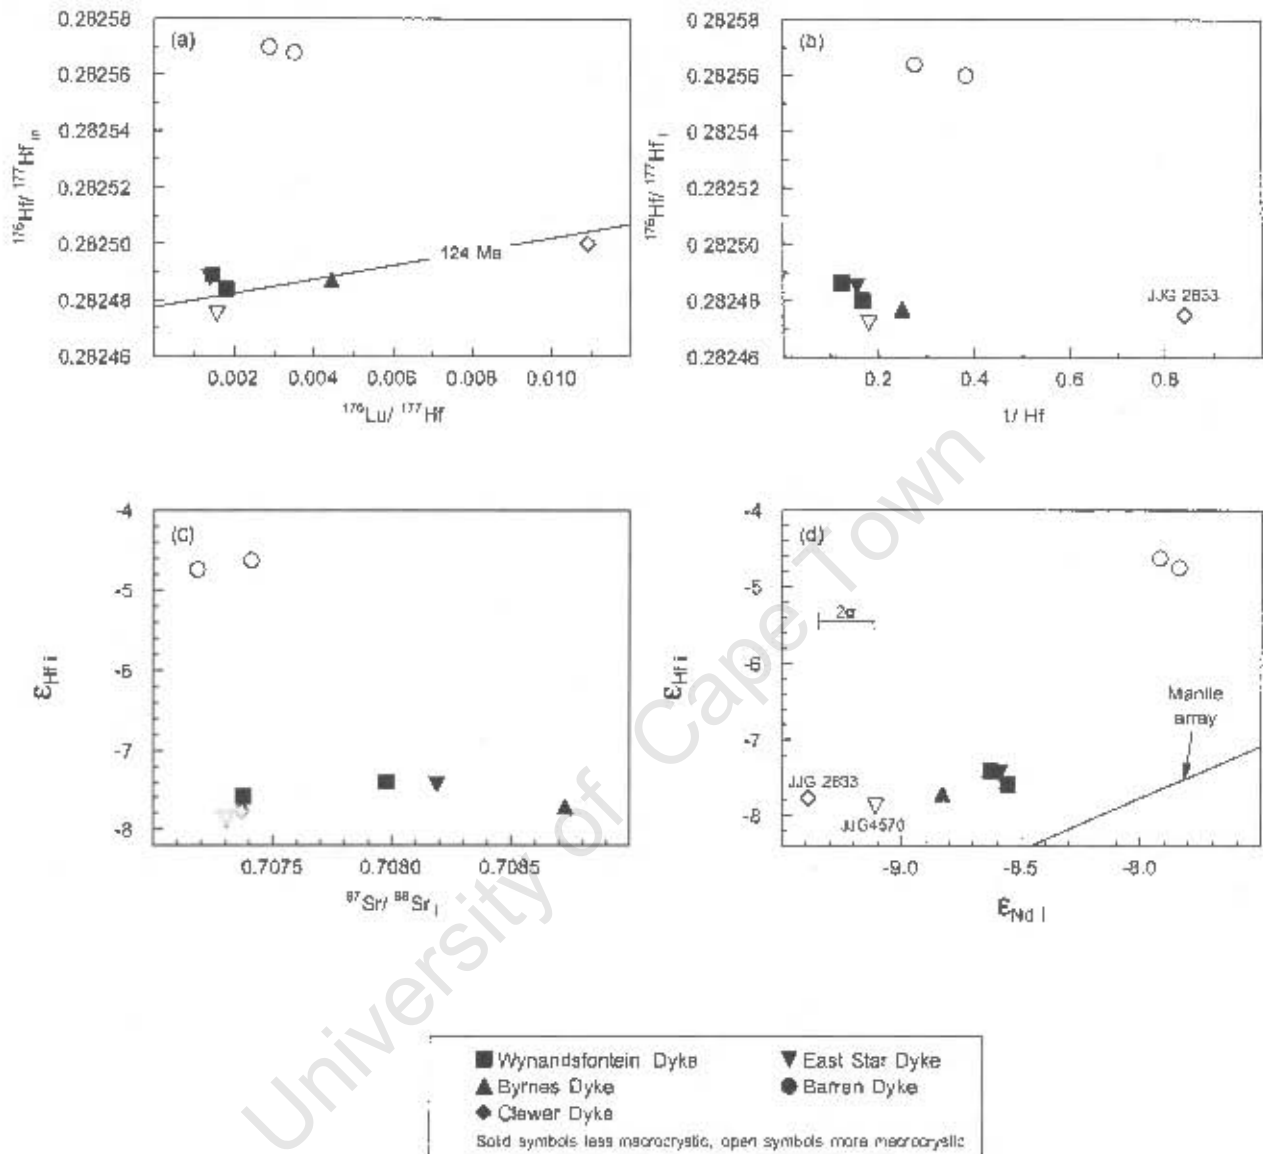 (a)
0.28258
0.28256
0.28254
0.28252
0.28250
0.28248
0.28246
176Hf/ 177Hf m
124 Ma
0.002 0.004 0.006 0.008 0.010
176Lu/ 177Hf
(b)
0.28258
0.28256
0.28254
0.28252
0.28250
0.28248
0.28246
176Hf/ 177Hf i
JJG 2833
0.2 0.4 0.6 0.8
1/ Hf
(c)
-4
-5
-6
-7
-8
εHf i
0.7075 0.7080 0.7085
87Sr/ 86Sr i
(d)
-4
-5
-6
-7
-8
εHf i
2σ
Mantle
array
JJG 2833
JJG4570
-9.0 -8.5 -8.0
εNd i
Wynandsfontein Dyke
East Star Dyke
Byrnes Dyke
Barren Dyke
Clewer Dyke
Solid symbols less macrocrystic, open symbols more macrocrystic
University of Cape Town